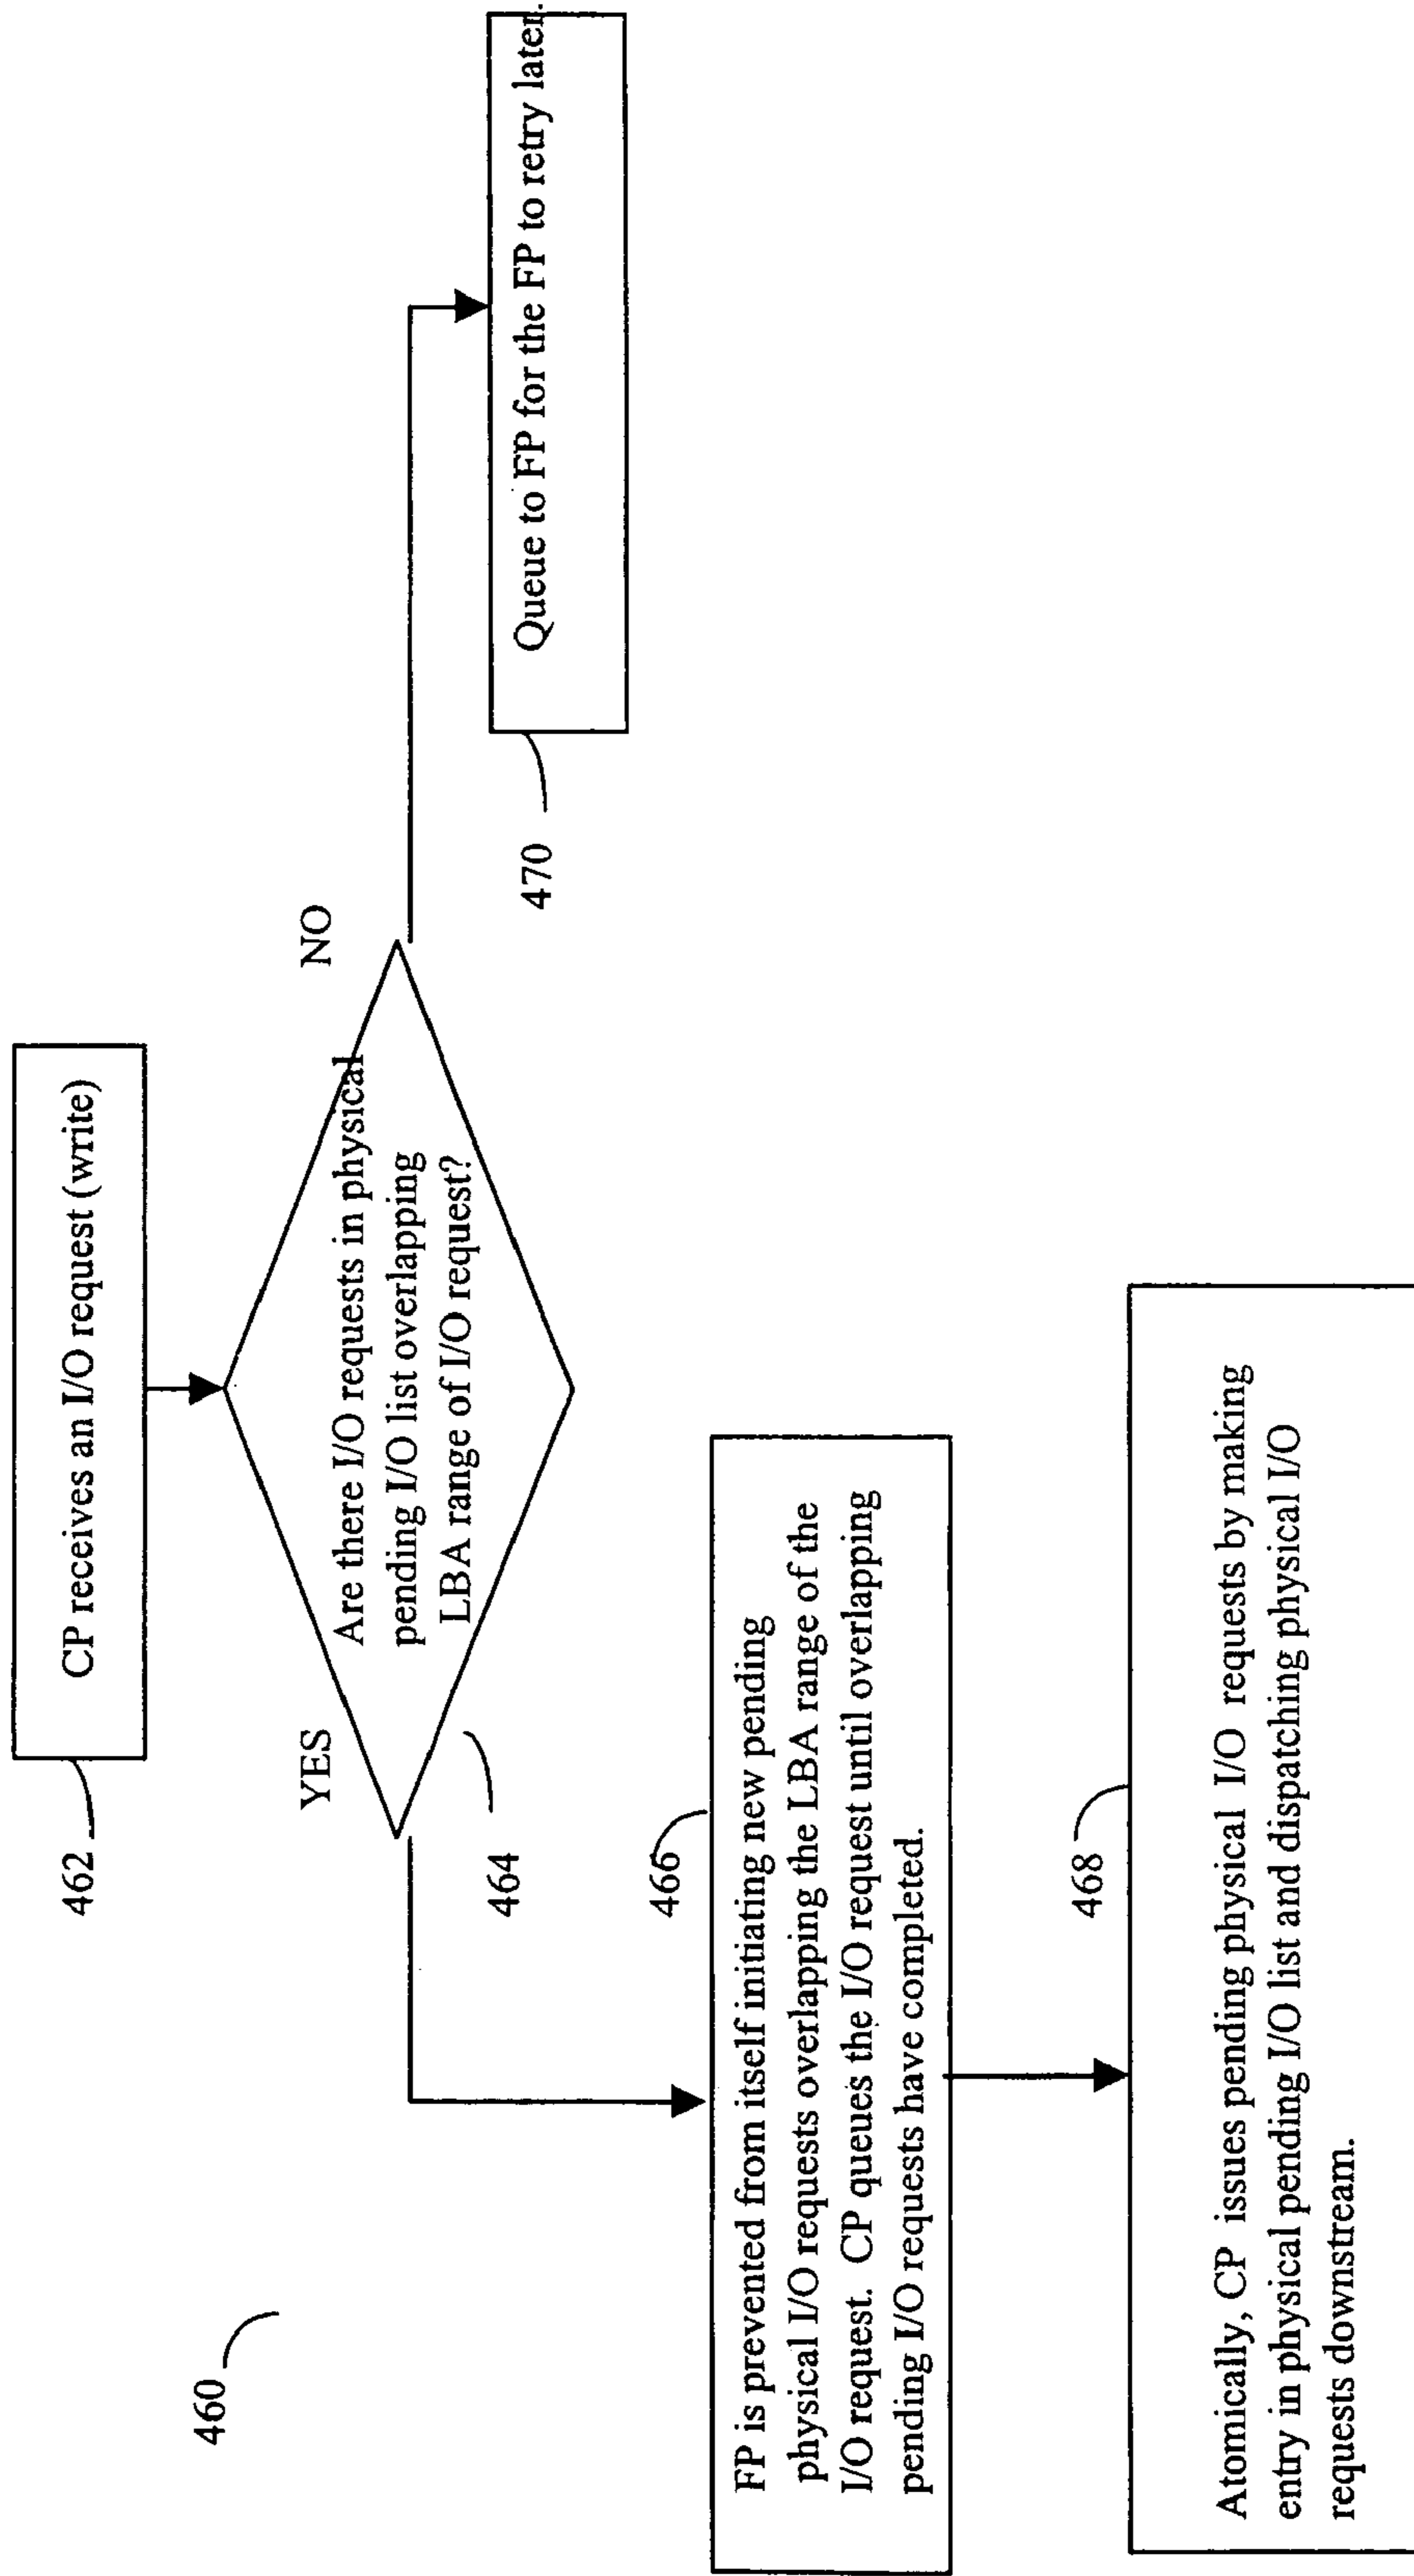 460
462
CP receives an I/O request (write)
YES
NO
Are there I/O requests in physical
pending I/O list overlapping
LBA range of I/O request?
464
470
Queue to FP for the FP to retry later.
466
FP is prevented from itself initiating new pending
physical I/O requests overlapping the LBA range of the
I/O request. CP queues the I/O request until overlapping
pending I/O requests have completed.
468
Atomically, CP issues pending physical I/O requests by making
entry in physical pending I/O list and dispatching physical I/O
requests downstream.